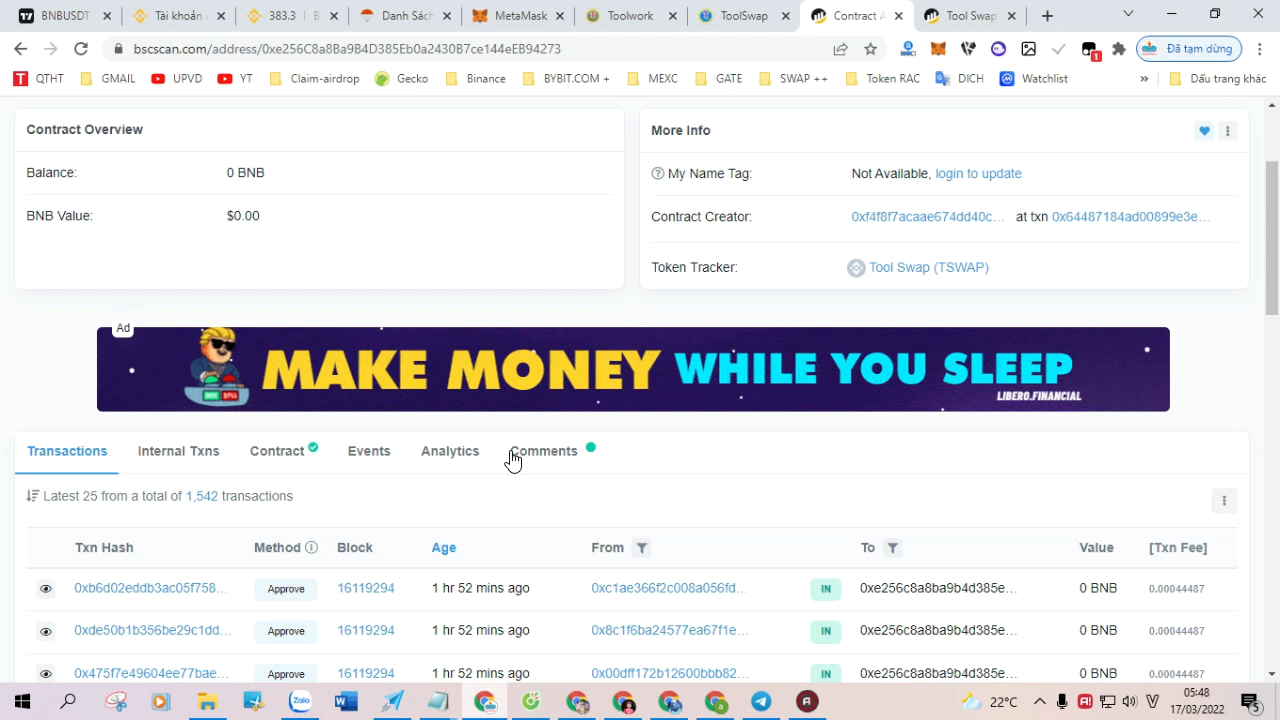 BNBUSDT
Tài khoản
383.3 | B
Danh Sácl
MetaMask
Toolwork
ToolSwap
Contract A
Tool Swap
bscscan.com/address/0xe256C8a8Ba9B4D385Eb0a2430B7ce144eEB94273
Đã tạm dừng
QTHT
GMAIL
UPVD
YT
Claim-airdrop
Gecko
Binance
BYBIT.COM +
MEXC
GATE
SWAP ++
Token RAC
DICH
Watchlist
»
Dấu trang khác
Contract Overview
Balance:
0 BNB
BNB Value:
$0.00
More Info
My Name Tag:
Not Available, login to update
Contract Creator:
0xf4f8f7acaae674dd40c... at txn 0x64487184ad00899e3e...
Token Tracker:
Tool Swap (TSWAP)
Ad
MAKE MONEY WHILE YOU SLEEP
LIBERO.FINANCIAL
Transactions
Internal Txns
Contract
Events
Analytics
Comments
Latest 25 from a total of 1,542 transactions
Txn Hash
Method
Block
Age
From
To
Value
[Txn Fee]
0xb6d02eddb3ac05f758... Approve 16119294 1 hr 52 mins ago 0xc1ae366f2c008a056fd... IN 0xe256c8a8ba9b4d385e... 0 BNB 0.00044487
0xde50b1b356be29c1dd... Approve 16119294 1 hr 52 mins ago 0x8c1f6ba24577ea67f1e... IN 0xe256c8a8ba9b4d385e... 0 BNB 0.00044487
0x475f7e49604ee77bae... Approve 16119294 1 hr 52 mins ago 0x00dff172b12600bbb82... IN 0xe256c8a8ba9b4d385e... 0 BNB 0.00044487
22°C
05:48
17/03/2022